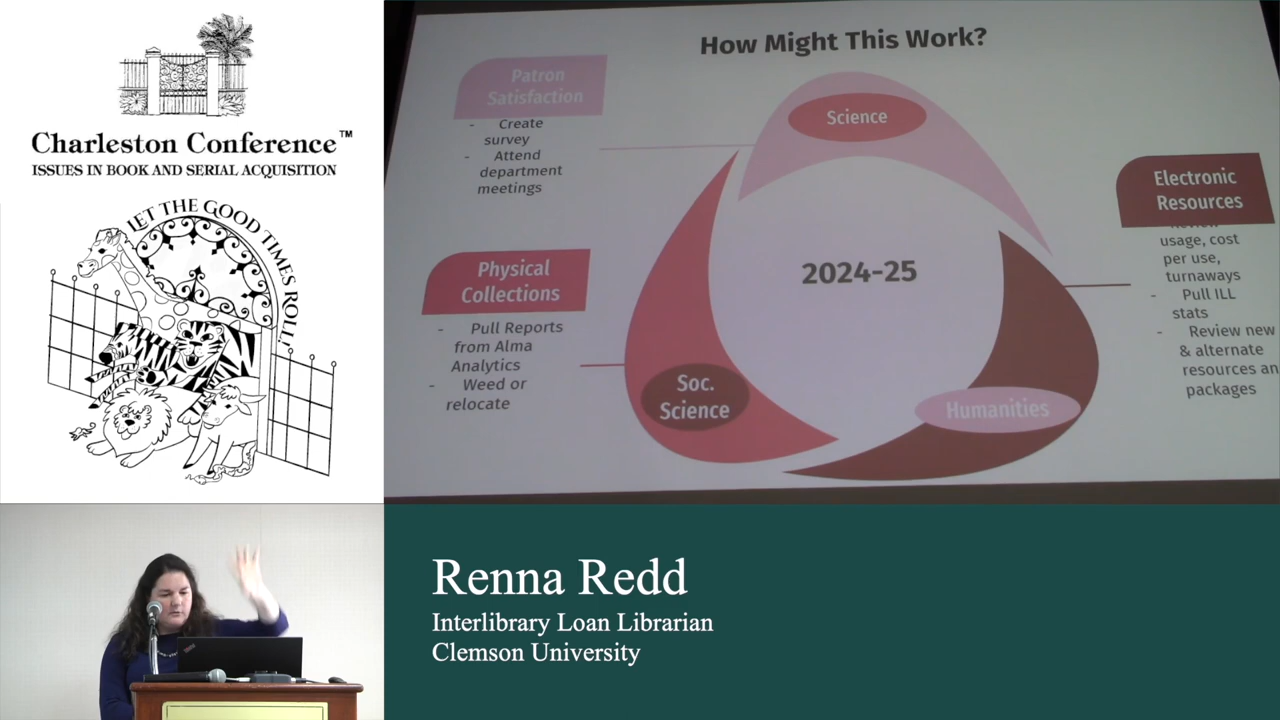 Charleston Conference™
ISSUES IN BOOK AND SERIAL ACQUISITION
LET THE GOOD TIMES ROLL!
How Might This Work?
Patron
Satisfaction
- Create
survey
- Attend
department
meetings
Science
Electronic
Resources
usage, cost
per use,
turnaways
- Pull ILL
stats
- Review new
& alternate
resources an
packages
Physical
Collections
- Pull Reports
from Alma
Analytics
- Weed or
relocate
2024-25
Soc.
Science
Humanities
Renna Redd
Interlibrary Loan Librarian
Clemson University